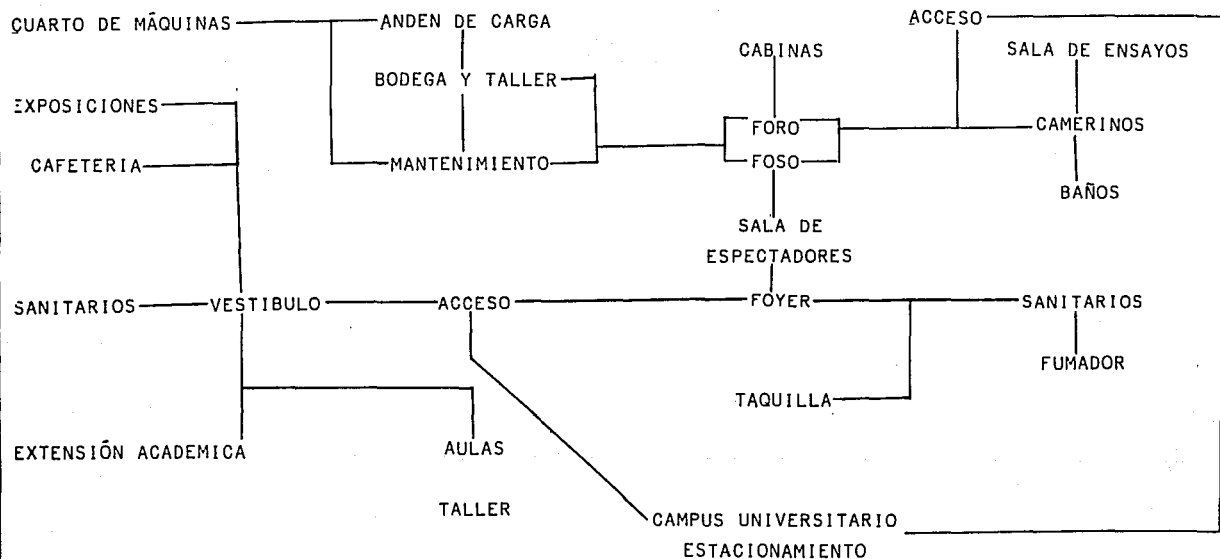 CUARTO DE MÁQUINAS
ANDEN DE CARGA
ACCESO
CABINAS
SALA DE ENSAYOS
BODEGA Y TALLER
EXPOSICIONES
FORO
CAMERINOS
CAFETERIA
MANTENIMIENTO
FOSO
BAÑOS
SALA DE
ESPECTADORES
SANITARIOS
VESTIBULO
ACCESO
FOYER
SANITARIOS
FUMADOR
TAQUILLA
EXTENSIÓN ACADEMICA
AULAS
TALLER
CAMPUS UNIVERSITARIO
ESTACIONAMIENTO